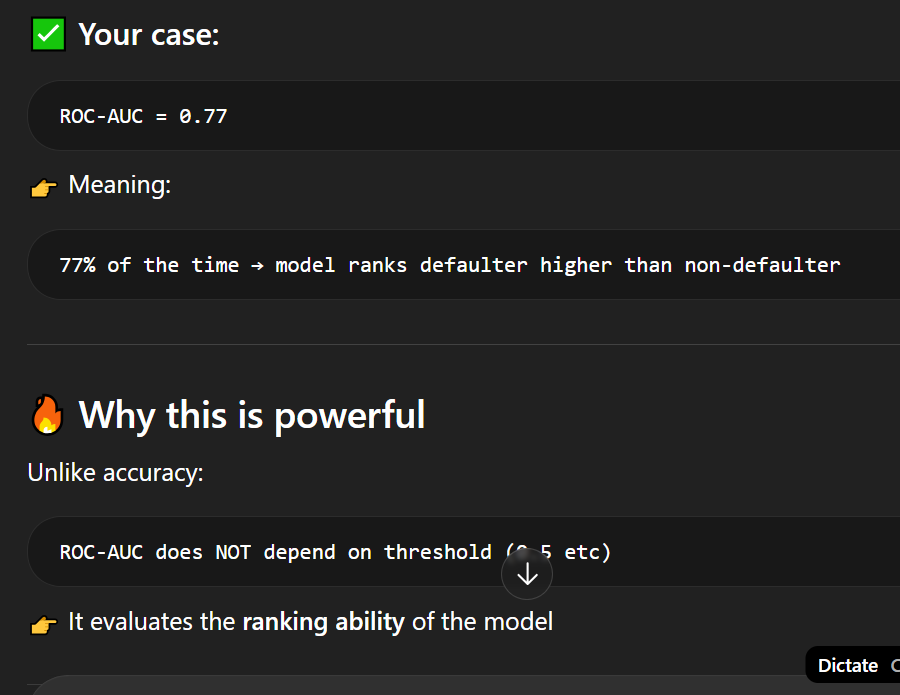 ✅ Your case:
ROC-AUC = 0.77
👉 Meaning:
77% of the time → model ranks defaulter higher than non-defaulter
🔥 Why this is powerful
Unlike accuracy:
ROC-AUC does NOT depend on threshold (0.5 etc)
👉 It evaluates the ranking ability of the model
Dictate